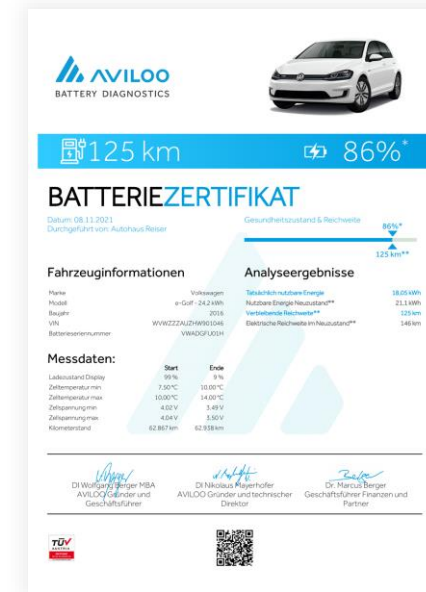 AVILOO
BATTERY DIAGNOSTICS
125 km 86%*
BATTERIEZERTIFIKAT
Datum: 08.11.2021
Durchgeführt von: Autohaus Reiser
Gesundheitszustand & Reichweite
86%*
125 km**
Fahrzeuginformationen
Marke Volkswagen
Modell e-Golf - 24,2 kWh
Baujahr 2016
VIN WVWZZZAUZHW901046
Batterieseriennummer VWADGFU01H
Analyseergebnisse
Tatsächlich nutzbare Energie 18,05 kWh
Nutzbare Energie Neuzustand** 21,1 kWh
Verbleibende Reichweite** 125 km
Elektrische Reichweite im Neuzustand** 146 km
Messdaten:
Start Ende
Ladezustand Display 99 % 9 %
Zelltemperatur min 7,50 °C 10,00 °C
Zelltemperatur max 10,00 °C 14,00 °C
Zellspannung min 4,02 V 3,49 V
Zellspannung max 4,04 V 3,50 V
Kilometerstand 62.867 km 62.938 km
DI Wolfgang Berger MBA
AVILOO Gründer und
Geschäftsführer
DI Nikolaus Mayerhofer
AVILOO Gründer und technischer
Direktor
Dr. Marcus Berger
Geschäftsführer Finanzen und
Partner
TÜV
AUSTRIA